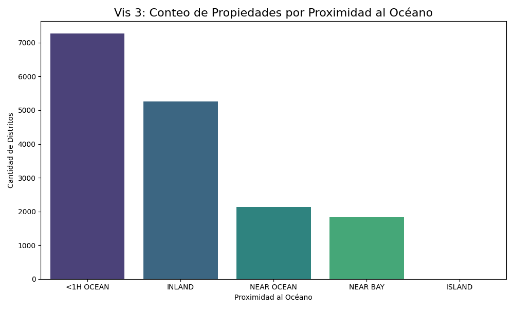 Vis 3: Conteo de Propiedades por Proximidad al Océano
Cantidad de Distritos
7000
6000
5000
4000
3000
2000
1000
0
<1H OCEAN INLAND NEAR OCEAN NEAR BAY ISLAND
Proximidad al Océano